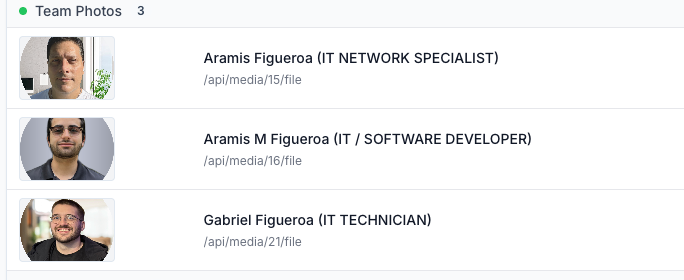 Team Photos 3
Aramis Figueroa (IT NETWORK SPECIALIST)
/api/media/15/file
Aramis M Figueroa (IT / SOFTWARE DEVELOPER)
/api/media/16/file
Gabriel Figueroa (IT TECHNICIAN)
/api/media/21/file